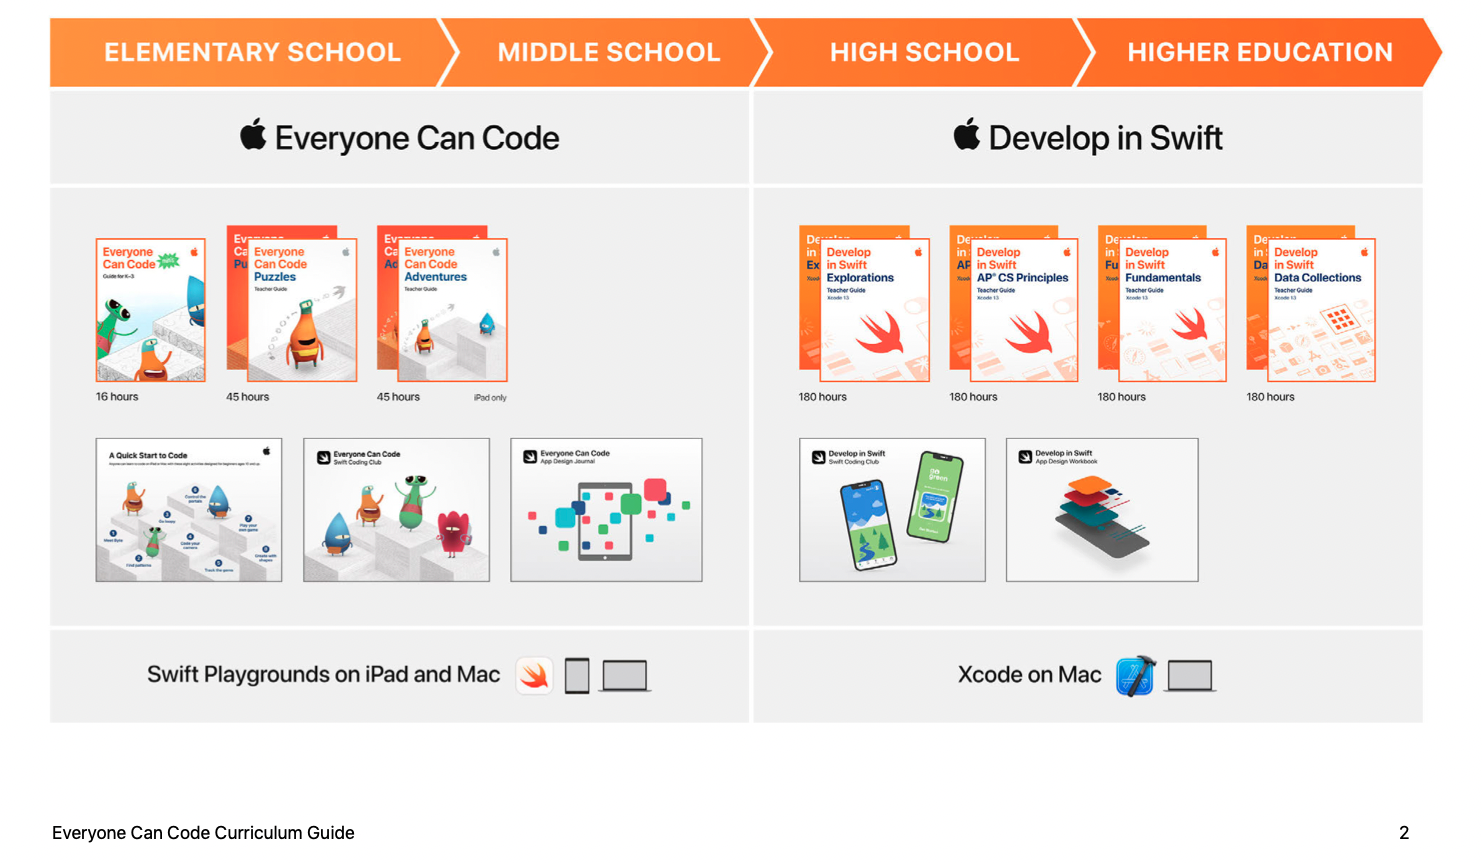 ELEMENTARY SCHOOL
MIDDLE SCHOOL
HIGH SCHOOL
HIGHER EDUCATION
Everyone Can Code
Develop in Swift
Everyone
Can Code
Guide for K–3
Everyone
Can Code
Puzzles
Teacher Guide
Everyone
Can Code
Adventures
Teacher Guide
16 hours
45 hours
45 hours
iPad only
Develop
in Swift
Explorations
Teacher Guide
Xcode 13
Develop
in Swift
AP® CS Principles
Teacher Guide
Xcode 13
Develop
in Swift
Fundamentals
Teacher Guide
Xcode 13
Develop
in Swift
Data Collections
Teacher Guide
Xcode 13
180 hours
180 hours
180 hours
180 hours
A Quick Start to Code
Everyone Can Code
Swift Coding Club
Everyone Can Code
App Design Journal
Develop in Swift
Swift Coding Club
Develop in Swift
App Design Workbook
Swift Playgrounds on iPad and Mac
Xcode on Mac
Everyone Can Code Curriculum Guide
2